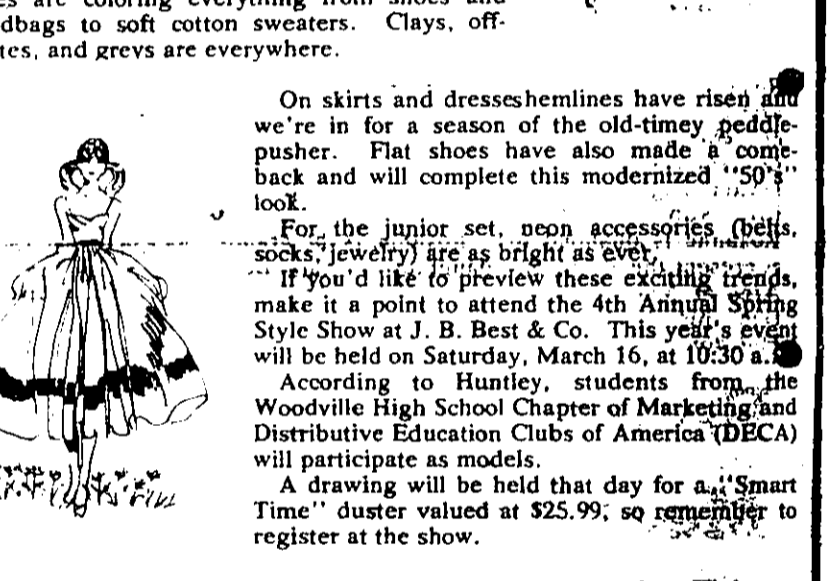 are coloring everything from shoes and
dbags to soft cotton sweaters. Clays, off-
tes, and greys are everywhere.
On skirts and dresseshemlines have risen and
we're in for a season of the old-timey peddle-
pusher. Flat shoes have also made a come-
back and will complete this modernized "50's"
look.
For the junior set, neon accessories (belts,
socks, jewelry) are as bright as ever.
If you'd like to preview these exciting trends,
make it a point to attend the 4th Annual Spring
Style Show at J. B. Best & Co. This year's event
will be held on Saturday, March 16, at 10:30 a.
According to Huntley, students from the
Woodville High School Chapter of Marketing and
Distributive Education Clubs of America (DECA)
will participate as models.
A drawing will be held that day for a "Smart
Time" duster valued at $25.99, so remember to
register at the show.